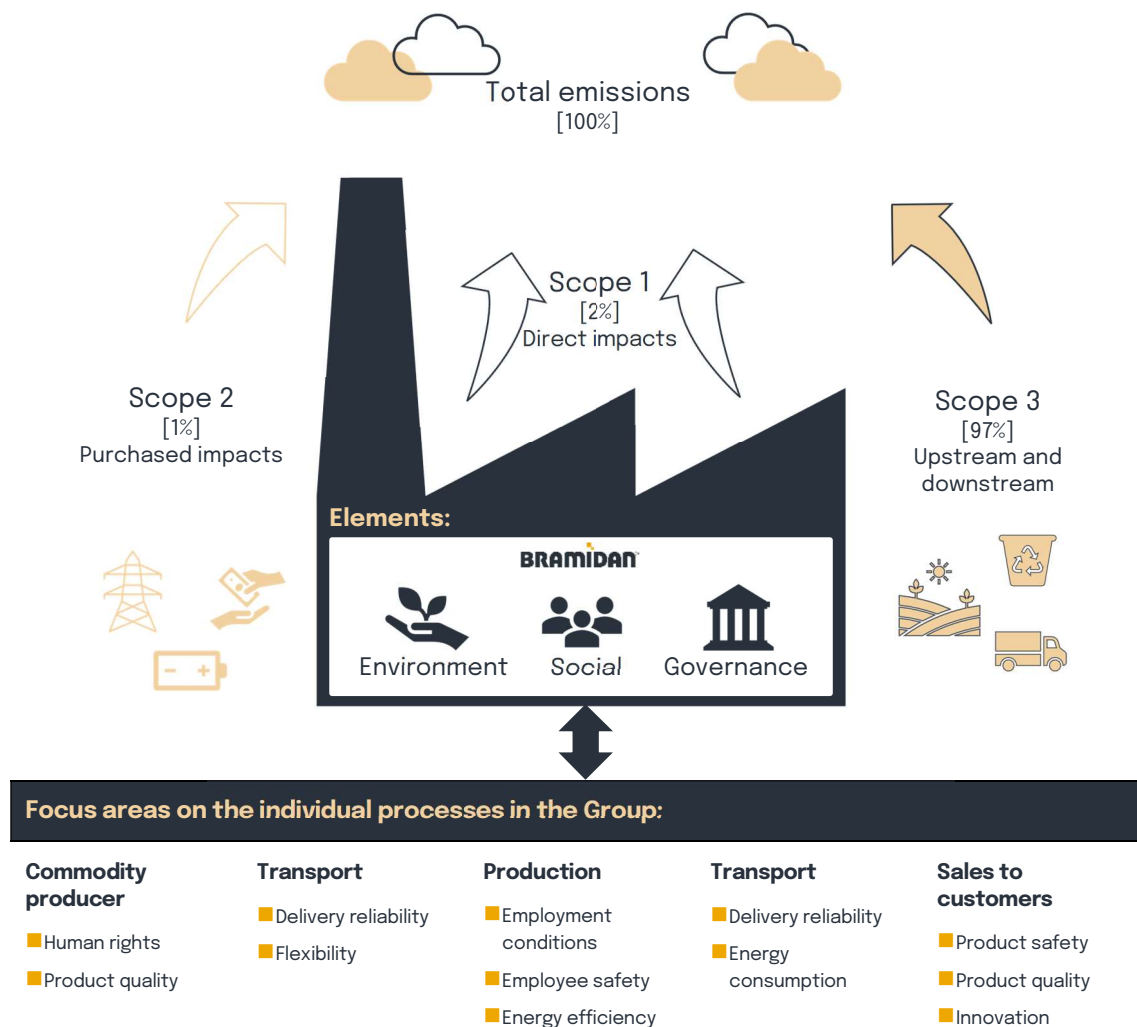 Total emissions
[100%]
Scope 1
[2%]
Direct impacts
Scope 2
[1%]
Purchased impacts
Scope 3
[97%]
Upstream and
downstream
Elements:
BRAMIDAN
Environment
Social
Governance
- +
Focus areas on the individual processes in the Group:
Commodity
producer
Human rights
Product quality
Transport
Delivery reliability
Flexibility
Production
Employment
conditions
Employee safety
Energy efficiency
Transport
Delivery reliability
Energy
consumption
Sales to
customers
Product safety
Product quality
Innovation